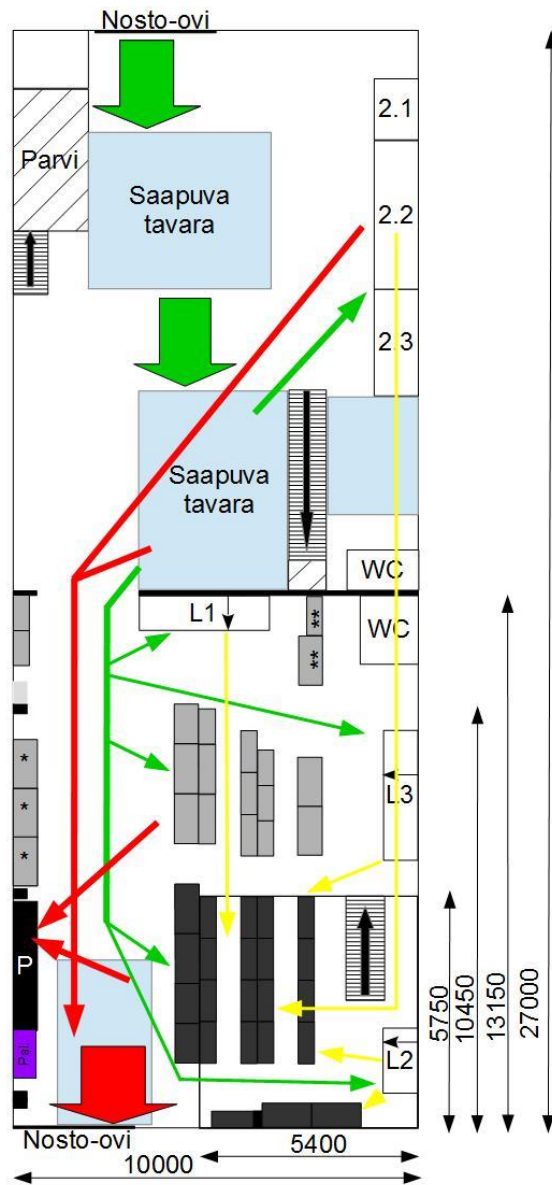 Nosto-ovi
2.1
Parvi
Saapuva
tavara
2.2
2.3
Saapuva
tavara
WC
L1
**
WC
**
*
L3
*
*
P
Pal.
L2
5750
10450
13150
27000
Nosto-ovi
5400
10000